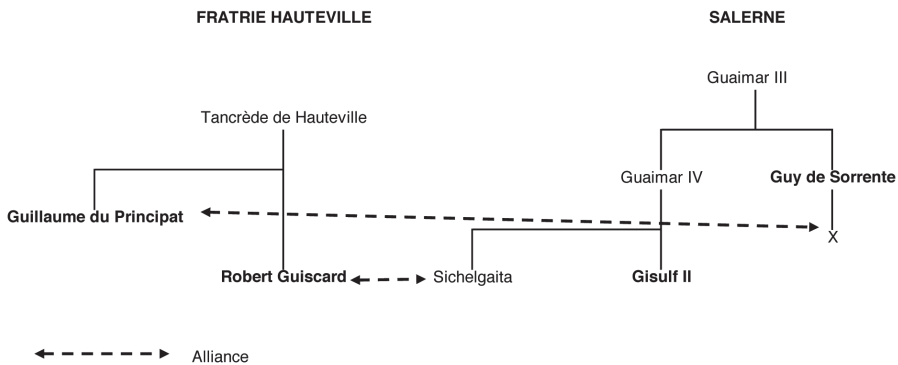 FRATRIE HAUTEVILLE
SALERNE
Guaimar III
Tancrède de Hauteville
Guaimar IV
Guy de Sorrente
Guillaume du Principat
X
Robert Guiscard
Sichelgaita
Gisulf II
Alliance